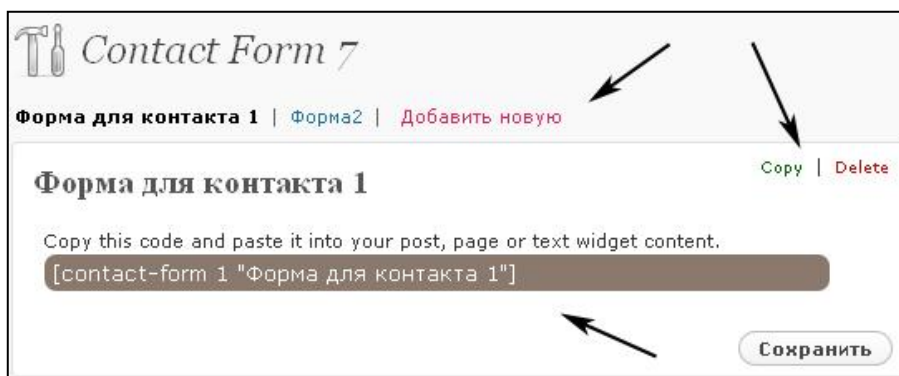 Contact Form 7
Форма для контакта 1 | Форма2 | Добавить новую
Copy | Delete
Форма для контакта 1
Copy this code and paste it into your post, page or text widget content.
[contact-form 1 "Форма для контакта 1"]
Сохранить